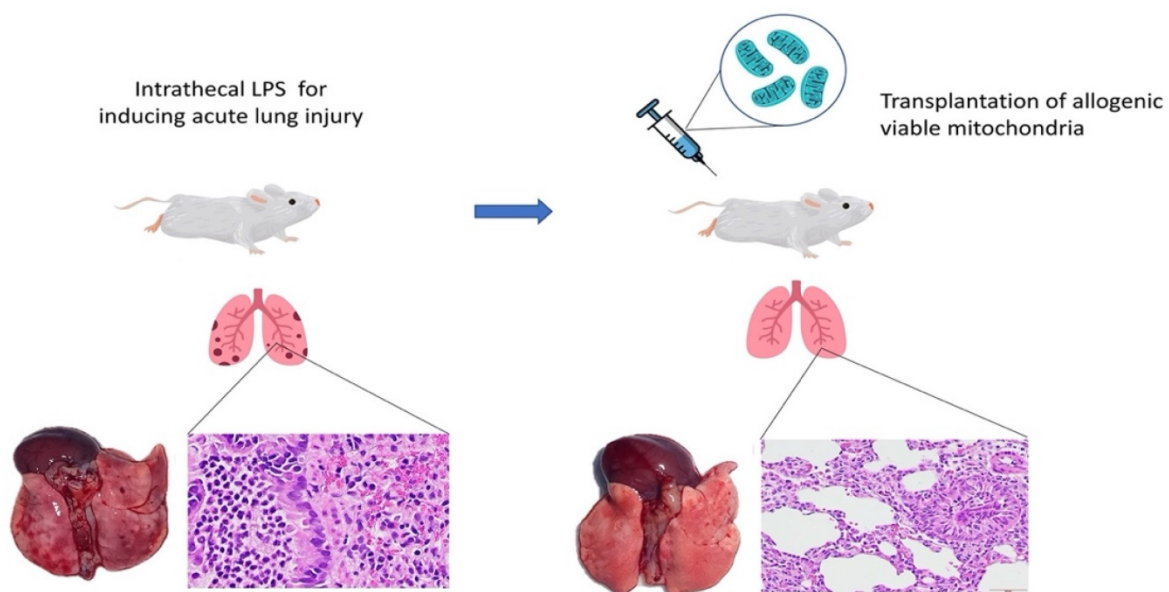 Intrathecal LPS for
inducing acute lung injury
Transplantation of allogenic
viable mitochondria